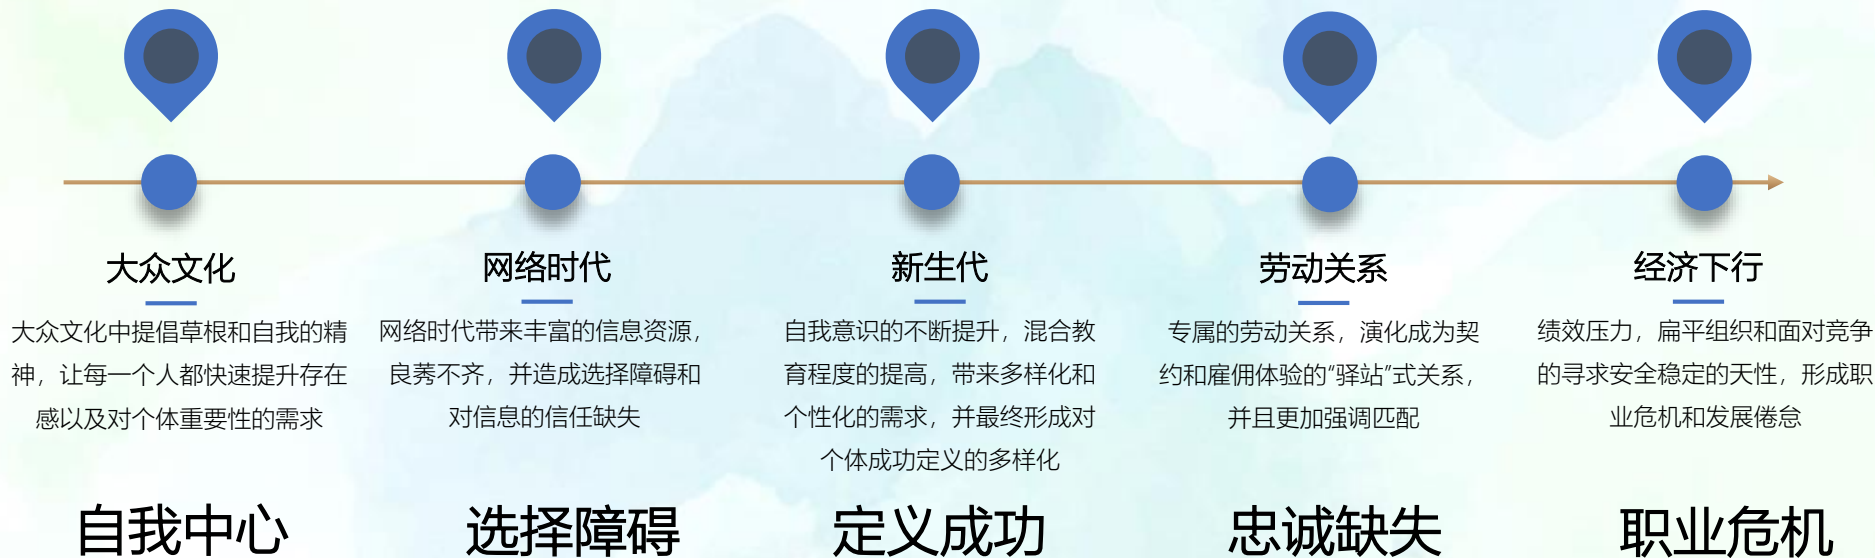 大众文化
大众文化中提倡草根和自我的精
神，让每一个人都快速提升存在
感以及对个体重要性的需求
自我中心
网络时代
网络时代带来丰富的信息资源，
良莠不齐，并造成选择障碍和
对信息的信任缺失
选择障碍
新生代
自我意识的不断提升，混合教
育程度的提高，带来多样化和
个性化的需求，并最终形成对
个体成功定义的多样化
定义成功
劳动关系
专属的劳动关系，演化成为契
约和雇佣体验的“驿站”式关系，
并且更加强调匹配
忠诚缺失
经济下行
绩效压力，扁平组织和面对竞争
的寻求安全稳定的天性，形成职
业危机和发展倦怠
职业危机